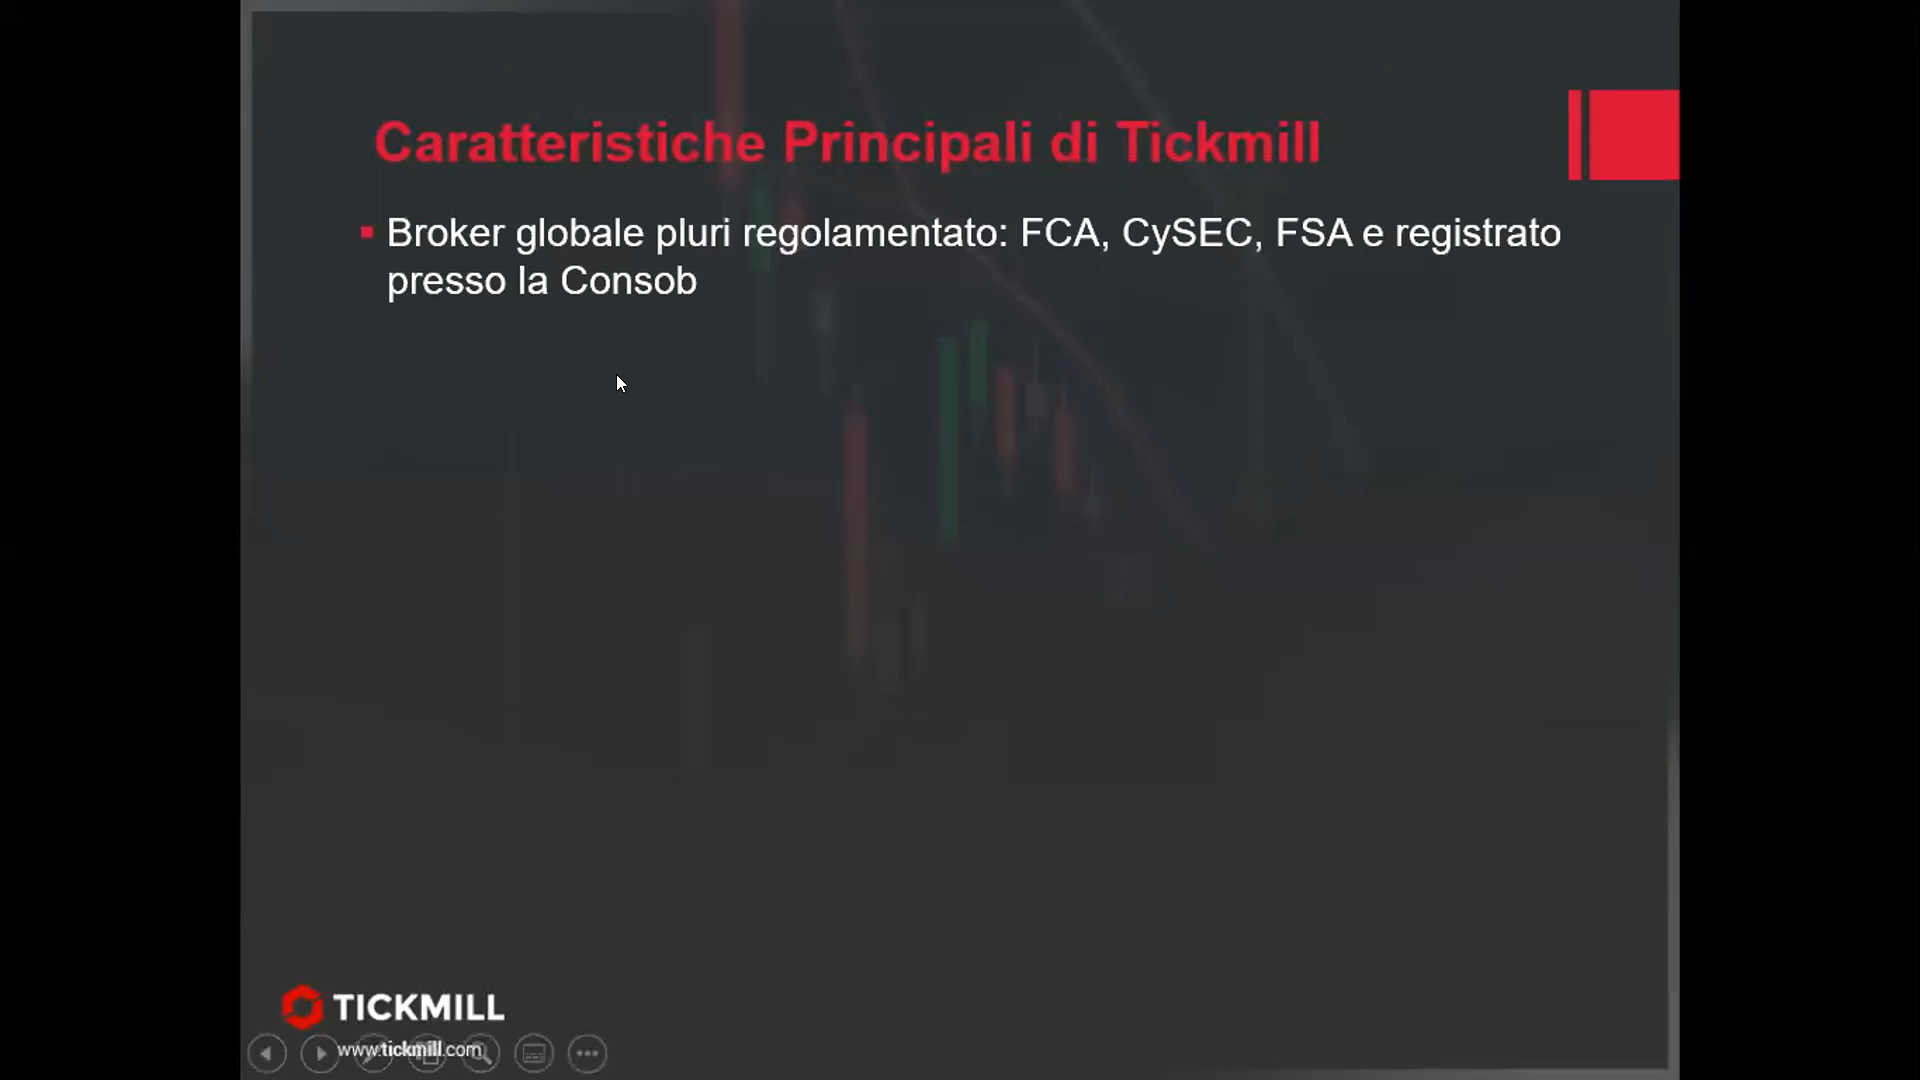 Caratteristiche Principali di Tickmill
Broker globale pluri regolamentato: FCA, CySEC, FSA e registrato
presso la Consob
TICKMILL
www.tickmill.com